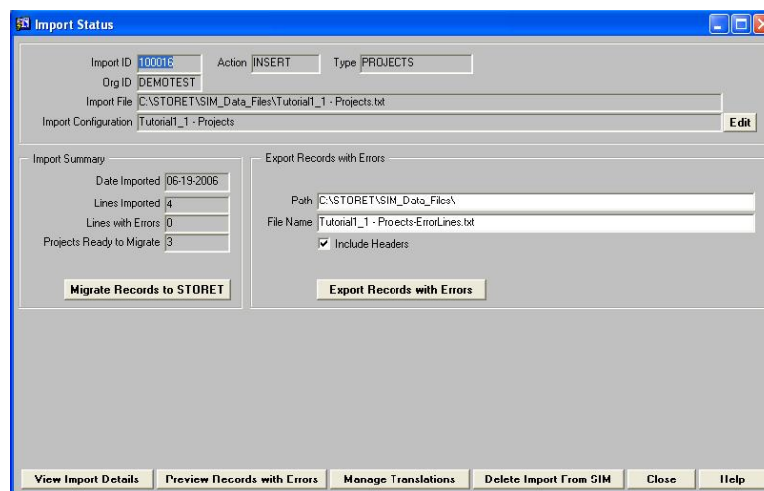 Import Status
Import ID 100016 Action INSERT Type PROJECTS
Org ID DEMOTEST
Import File C:\STORET\SIM_Data_Files\Tutorial1_1 - Projects.txt
Import Configuration Tutorial1_1 - Projects Edit
Import Summary Export Records with Errors
Date Imported 06-19-2006
Lines Imported 4 Path C:\STORET\SIM_Data_Files\
Lines with Errors 0 File Name Tutorial1_1 - Proects-ErrorLines.txt
Projects Ready to Migrate 3 Include Headers
Migrate Records to STORET Export Records with Errors
View Import Details Preview Records with Errors Manage Translations Delete Import From SIM Close Help